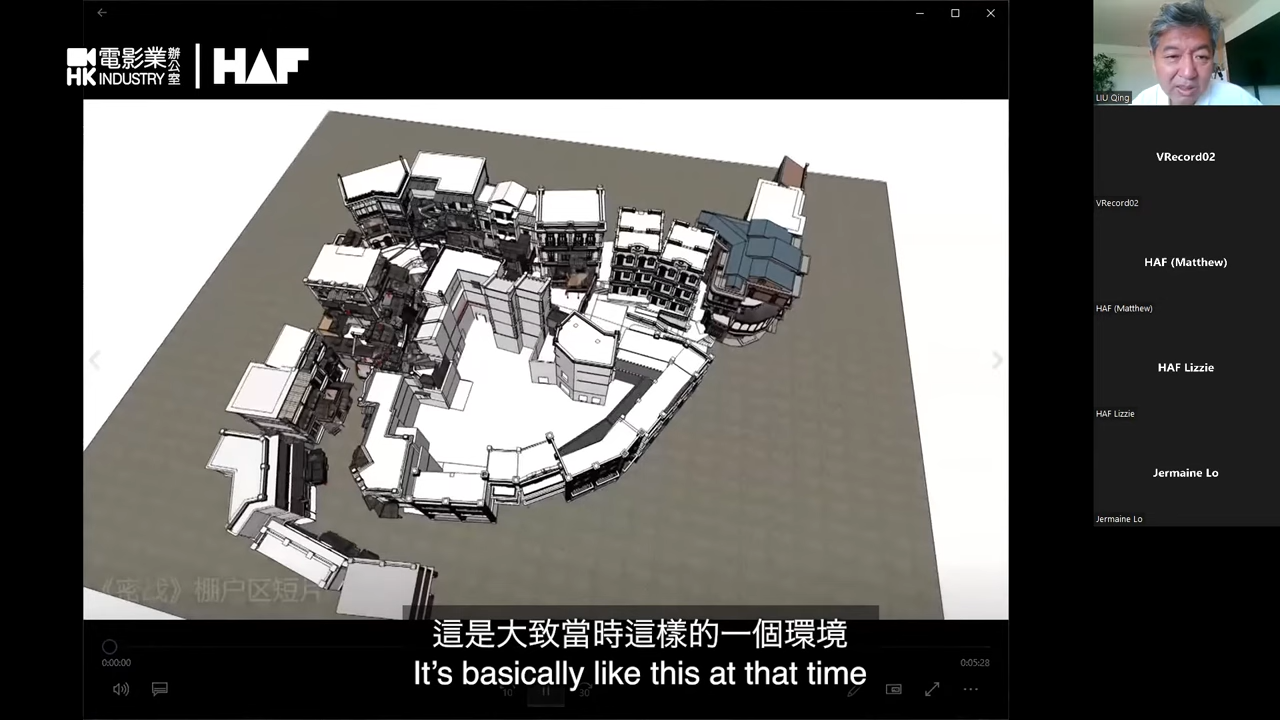 HK 電影業 辦公室
INDUSTRY
HAF
LIU Qing
VRecord02
VRecord02
HAF (Matthew)
HAF (Matthew)
HAF Lizzie
HAF Lizzie
Jermaine Lo
Jermaine Lo
《密战》棚户区短片
這是大致當時這樣的一個環境
It's basically like this at that time
0:00:00
0:05:28
10
30